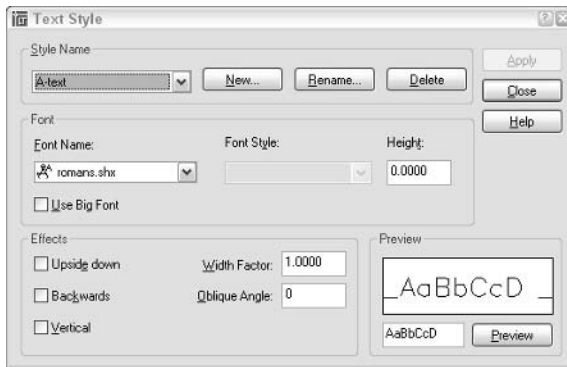 Text Style
Style Name
A-text
New...
Rename...
Delete
Apply
Close
Help
Font
Font Name:
Font Style:
Height:
romans.shx
0.0000
Use Big Font
Effects
Upside down
Width Factor: 1.0000
Backwards
Oblique Angle: 0
Vertical
Preview
AaBbCcD
AaBbCcD
Preview